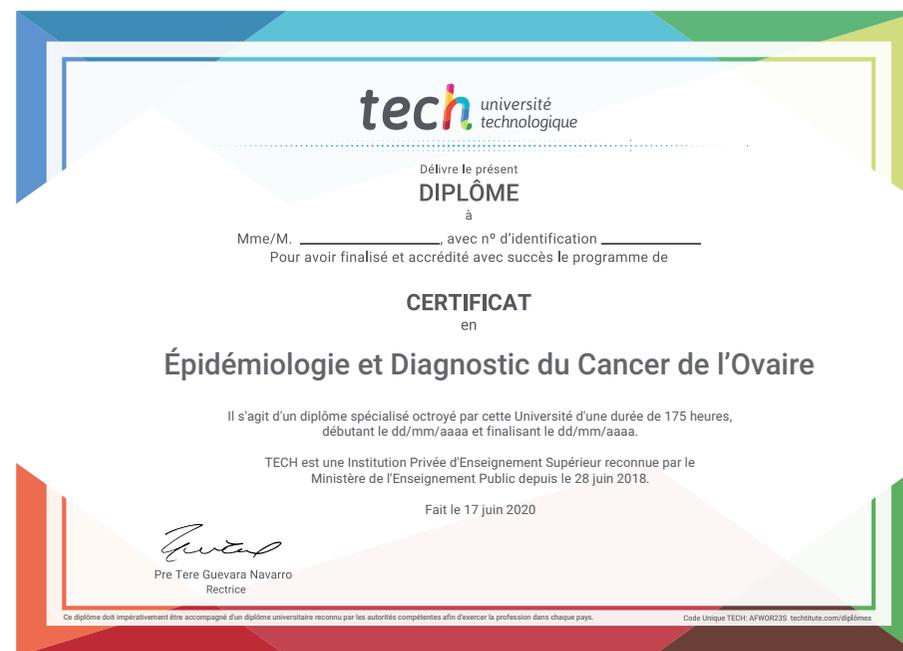 tech université
technologique
Délivre le présent
DIPLÔME
à
Mme/M. ____________, avec nº d’identification ____________
Pour avoir finalisé et accrédité avec succès le programme de
CERTIFICAT
en
Épidémiologie et Diagnostic du Cancer de l’Ovaire
Il s'agit d'un diplôme spécialisé octroyé par cette Université d'une durée de 175 heures,
débutant le dd/mm/aaaa et finalisant le dd/mm/aaaa.
TECH est une Institution Privée d'Enseignement Supérieur reconnue par le
Ministère de l'Enseignement Public depuis le 28 juin 2018.
Fait le 17 juin 2020
Pre Tere Guevara Navarro
Rectrice
Ce diplôme doit impérativement être accompagné d'un diplôme universitaire reconnu par les autorités compétentes afin d'exercer la profession dans chaque pays.
Code Unique TECH: AFWOR23S techtitute.com/diplômes